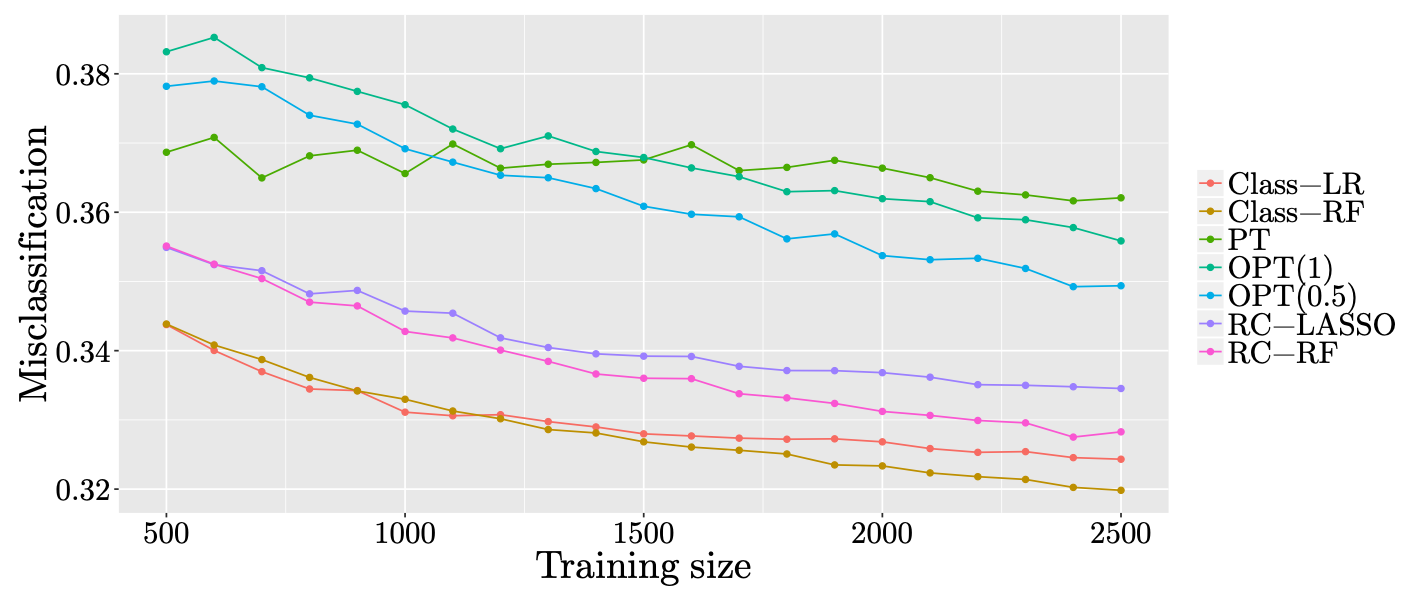 Misclassification
0.38
0.36
0.34
0.32
500
1000
1500
2000
2500
Training size
Class−LR
Class−RF
PT
OPT(1)
OPT(0.5)
RC−LASSO
RC−RF